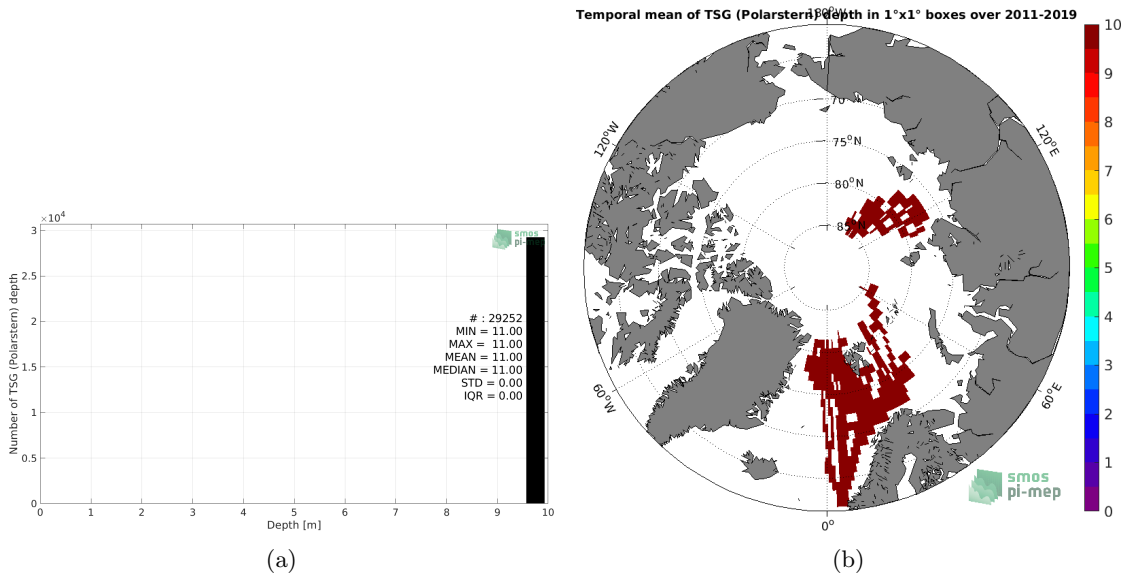 ×10⁴
3
2.5
2
1.5
1
0.5
0
Number of TSG (Polarstern) depth
smos
pi-mep
# : 29252
MIN = 11.00
MAX = 11.00
MEAN = 11.00
MEDIAN = 11.00
STD = 0.00
IQR = 0.00
0 1 2 3 4 5 6 7 8 9 10
Depth [m]
(a)
Temporal mean of TSG (Polarstern) depth in 1°x1° boxes over 2011-2019
180°W
120°W
120°E
70°N
75°N
80°N
60°W
60°E
0°
smos
pi-mep
10
9
8
7
6
5
4
3
2
1
0
(b)